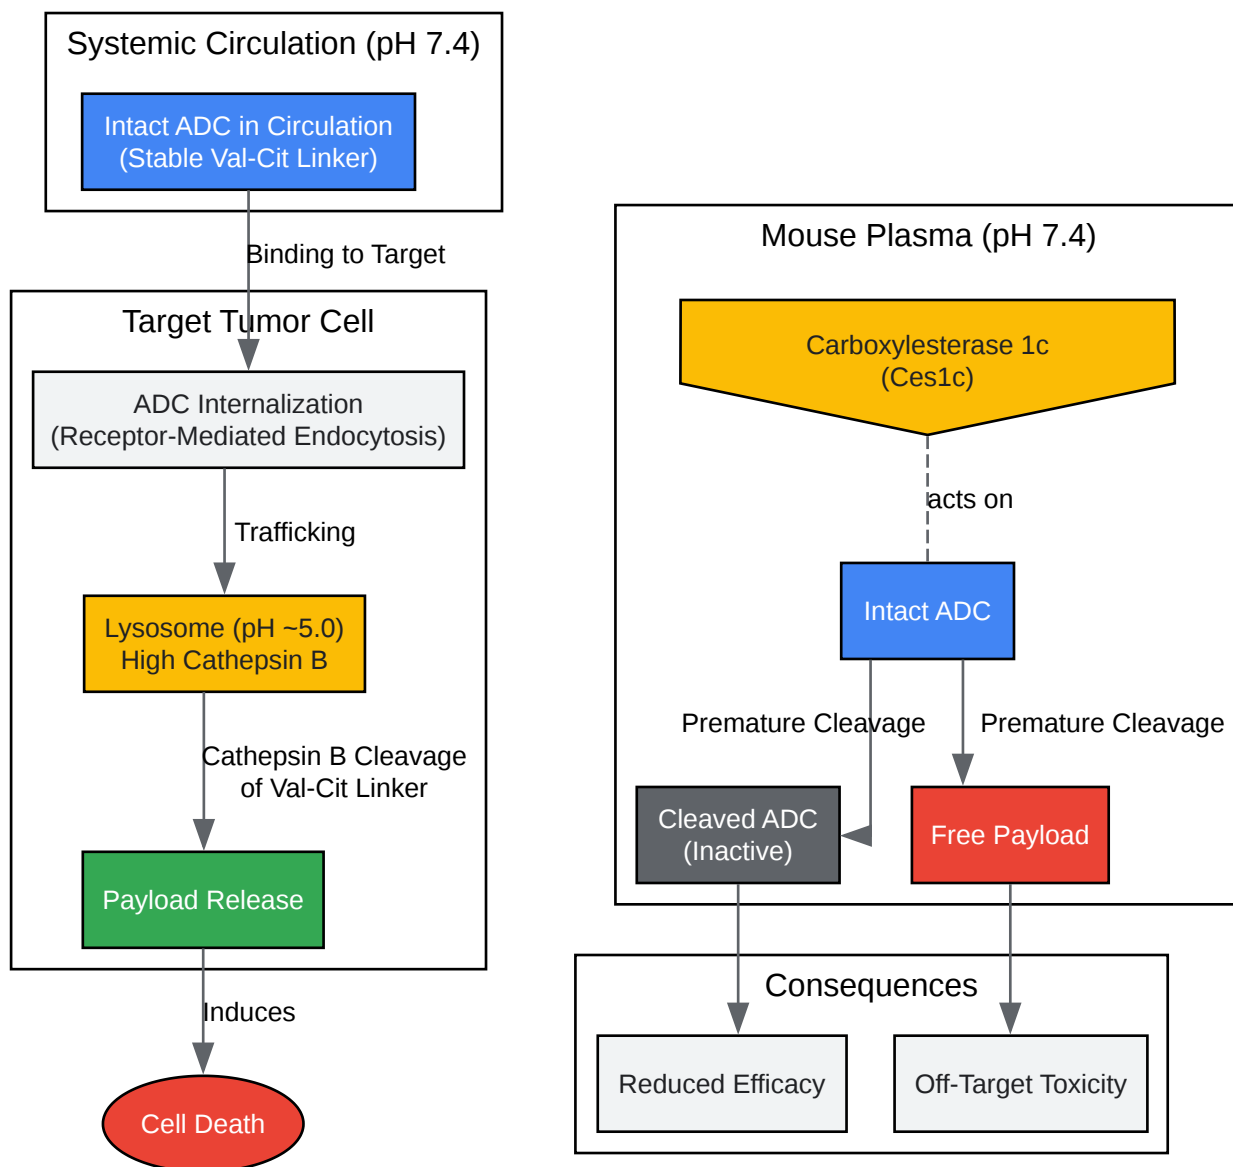 Systemic Circulation (pH 7.4)
Intact ADC in Circulation
(Stable Val-Cit Linker)
Binding to Target
Target Tumor Cell
ADC Internalization
(Receptor-Mediated Endocytosis)
Trafficking
Lysosome (pH ~5.0)
High Cathepsin B
Cathepsin B Cleavage
of Val-Cit Linker
Payload Release
Induces
Cell Death
Mouse Plasma (pH 7.4)
Carboxylesterase 1c
(Ces1c)
acts on
Intact ADC
Premature Cleavage
Premature Cleavage
Cleaved ADC
(Inactive)
Free Payload
Consequences
Reduced Efficacy
Off-Target Toxicity